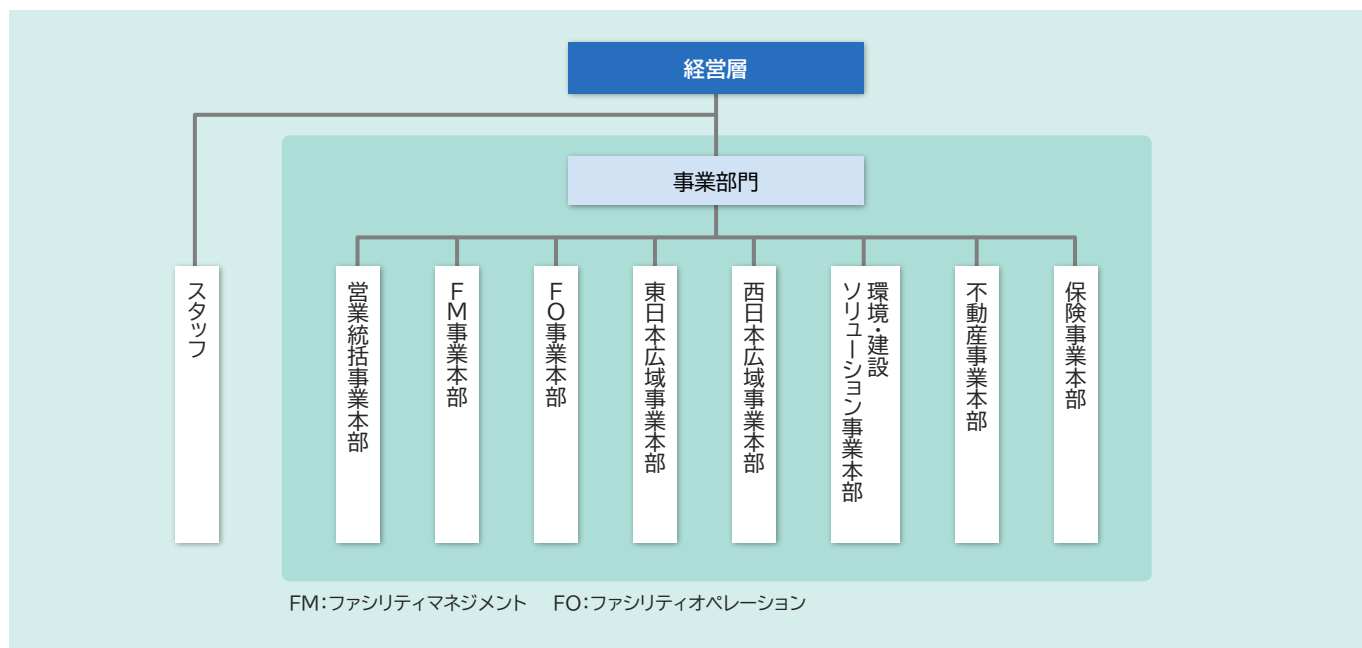 経営層
事業部門
スタッフ
営業統括事業本部
FM事業本部
FO事業本部
東日本広域事業本部
西日本広域事業本部
環境・建設
ソリューション事業本部
不動産事業本部
保険事業本部
FM：ファシリティマネジメント　FO：ファシリティオペレーション